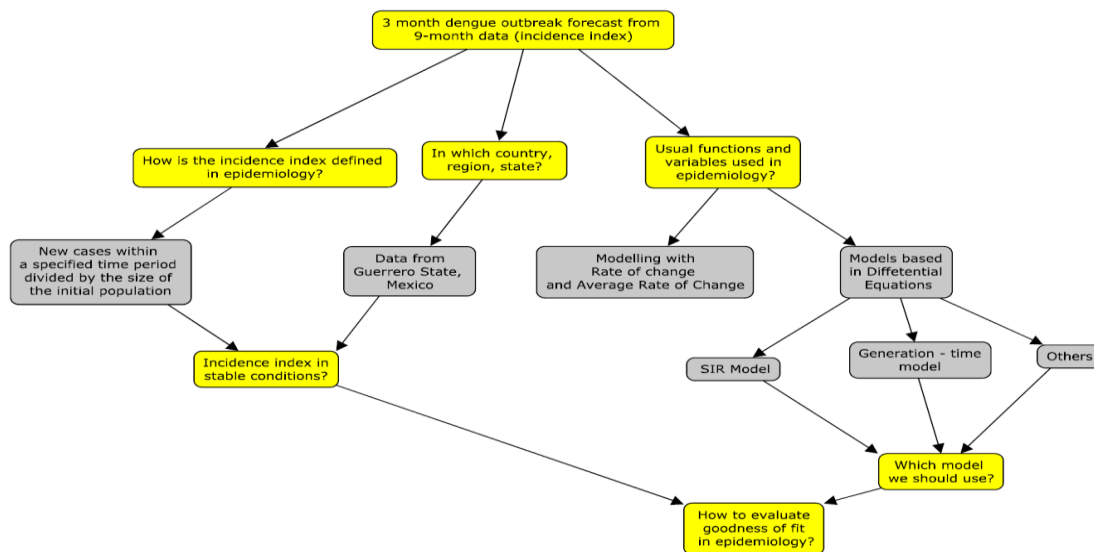 3 month dengue outbreak forecast from
9-month data (incidence index)
How is the incidence index defined
in epidemiology?
In which country,
region, state?
Usual functions and
variables used in
epidemiology?
New cases within
a specified time period
divided by the size of
the initial population
Data from
Guerrero State,
Mexico
Modelling with
Rate of change
and Average Rate of Change
Models based
in Diffetential
Equations
Incidence index in
stable conditions?
SIR Model
Generation - time
model
Others
Which model
we should use?
How to evaluate
goodness of fit
in epidemiology?